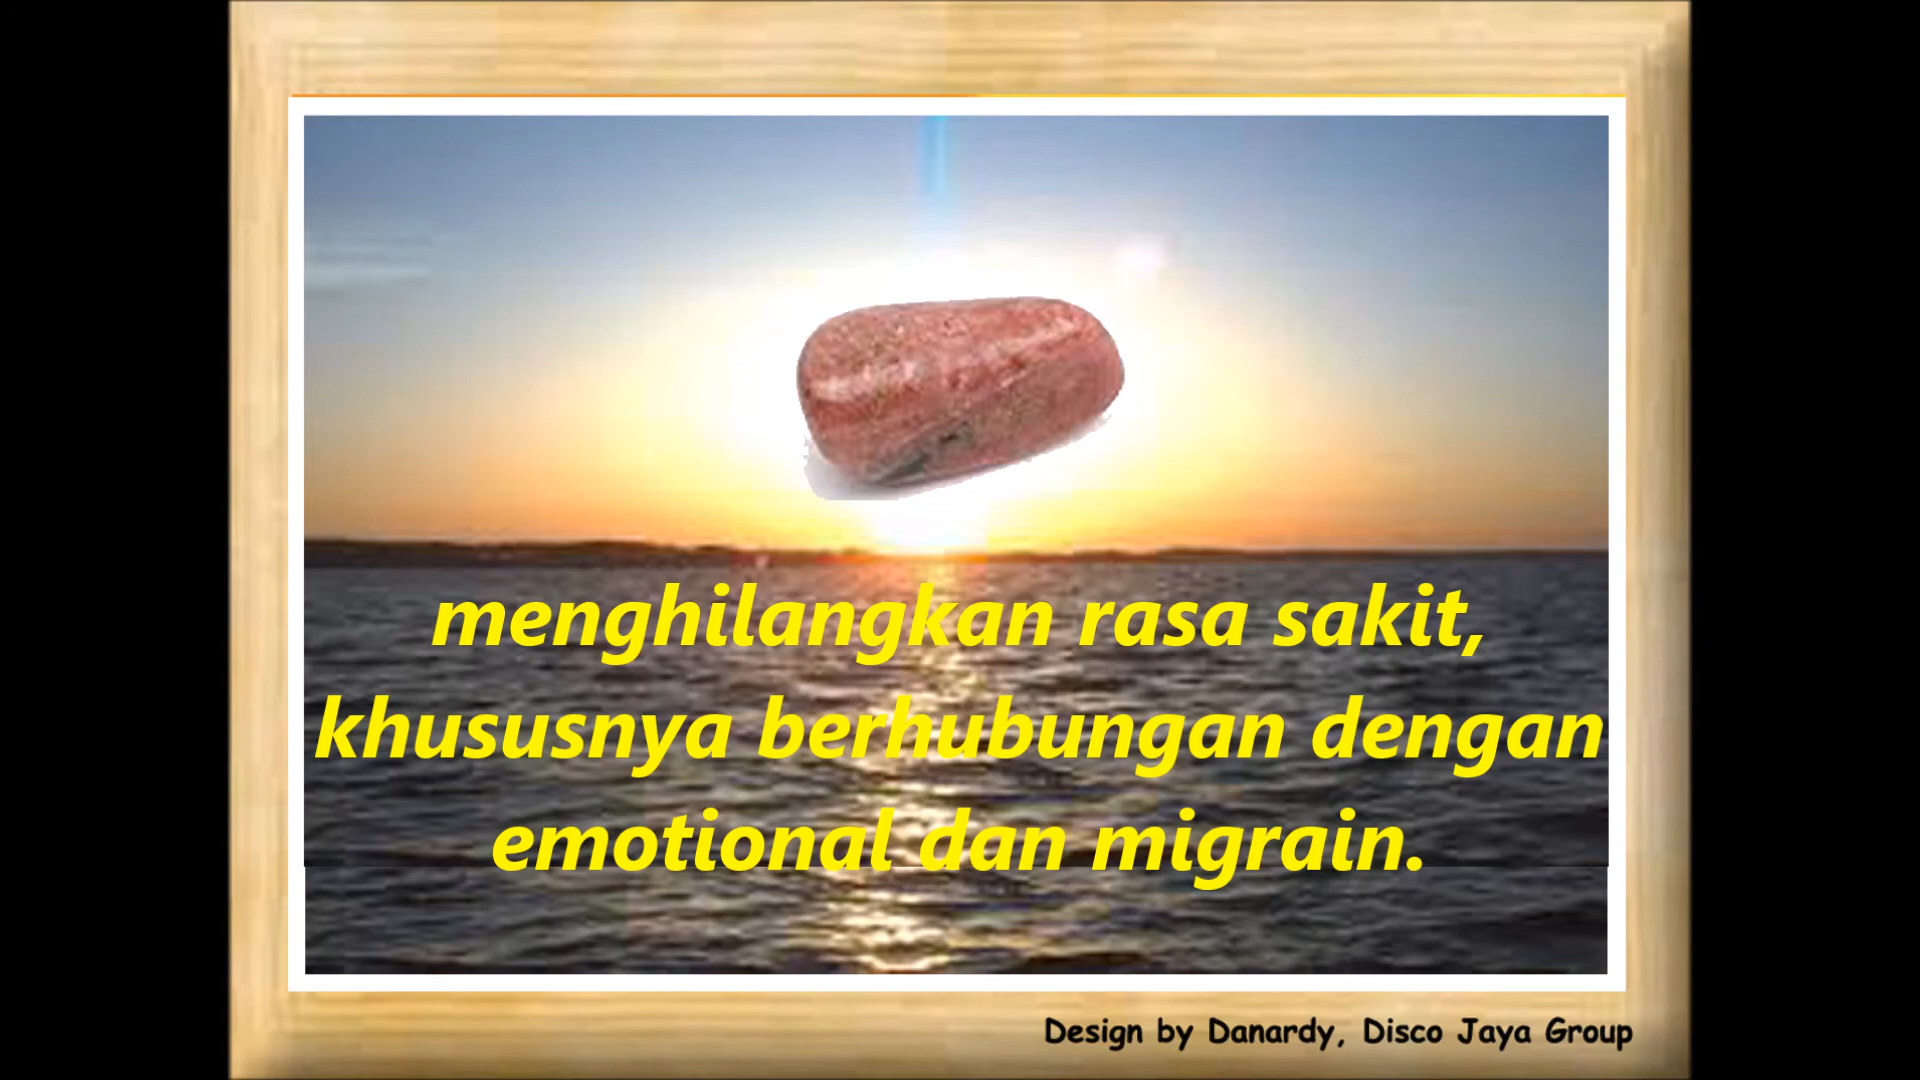 menghilangkan rasa sakit,
khususnya berhubungan dengan
emotional dan migrain.
Design by Danardy, Disco Jaya Group